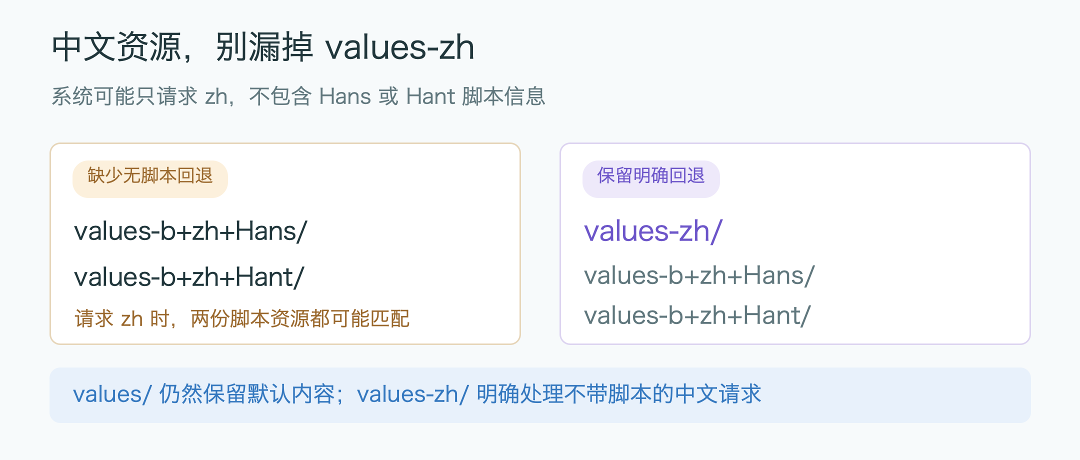 中文资源，别漏掉 values-zh
系统可能只请求 zh，不包含 Hans 或 Hant 脚本信息
缺少无脚本回退
values-b+zh+Hans/
values-b+zh+Hant/
请求 zh 时，两份脚本资源都可能匹配
保留明确回退
values-zh/
values-b+zh+Hans/
values-b+zh+Hant/
values/ 仍然保留默认内容；values-zh/ 明确处理不带脚本的中文请求